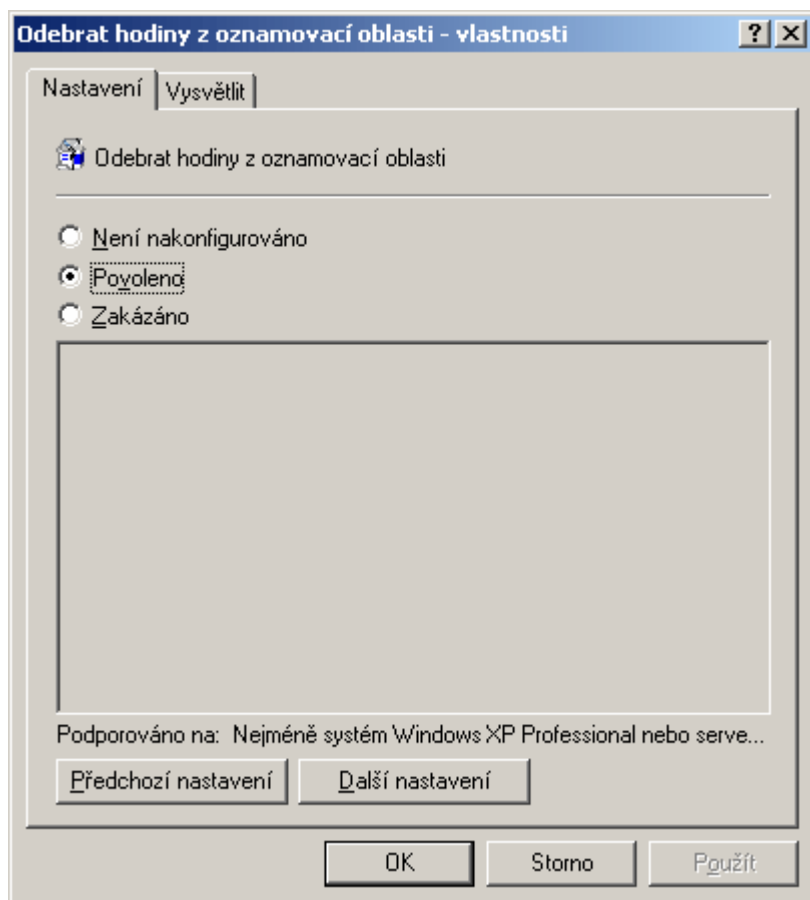 Odebrat hodiny z oznamovací oblasti - vlastnosti
Nastavení Vysvětlit
Odebrat hodiny z oznamovací oblasti
Není nakonfigurováno
Povoleno
Zakázáno
Podporováno na: Nejméně systém Windows XP Professional nebo serve...
Předchozí nastavení Další nastavení
OK Storno Použít